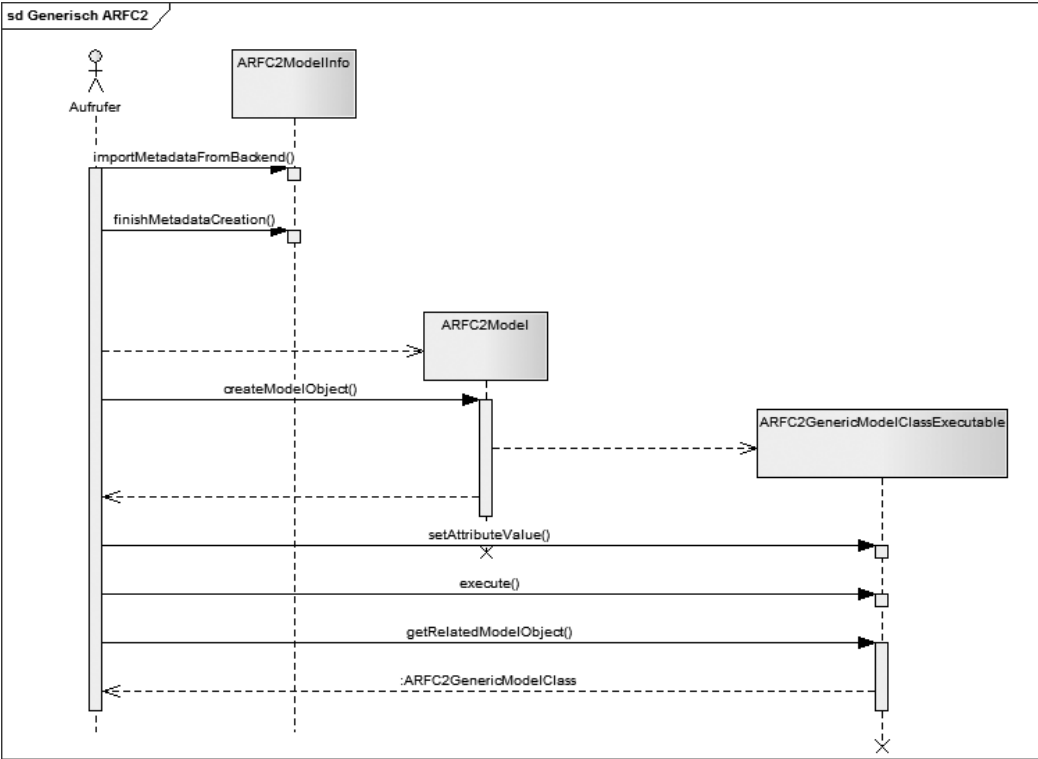 sd Generisch ARFC2
Aufrufer
ARFC2ModelInfo
importMetadataFromBackend()
finishMetadataCreation()
ARFC2Model
createModelObject()
ARFC2GenericModelClassExecutable
setAttributeValue()
execute()
getRelatedModelObject()
:ARFC2GenericModelClass